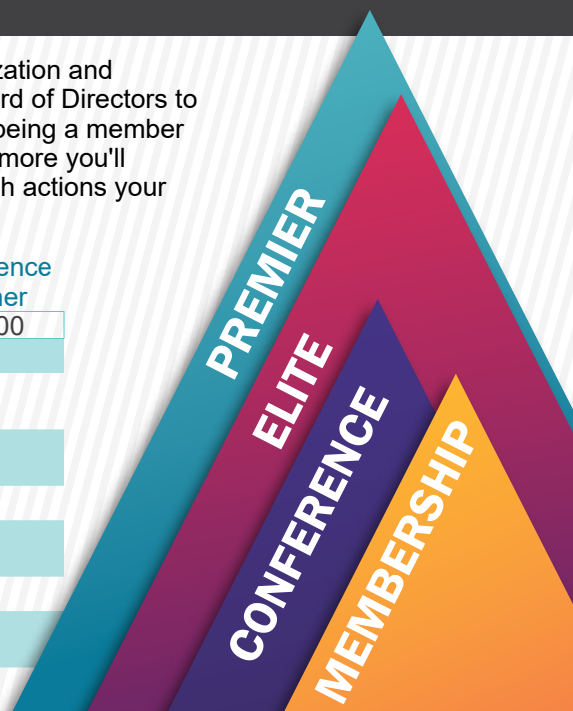 zation and
rd of Directors to
being a member
more you'll
h actions your
ence
ner
00
PREMIER
ELITE
CONFERENCE
MEMBERSHIP